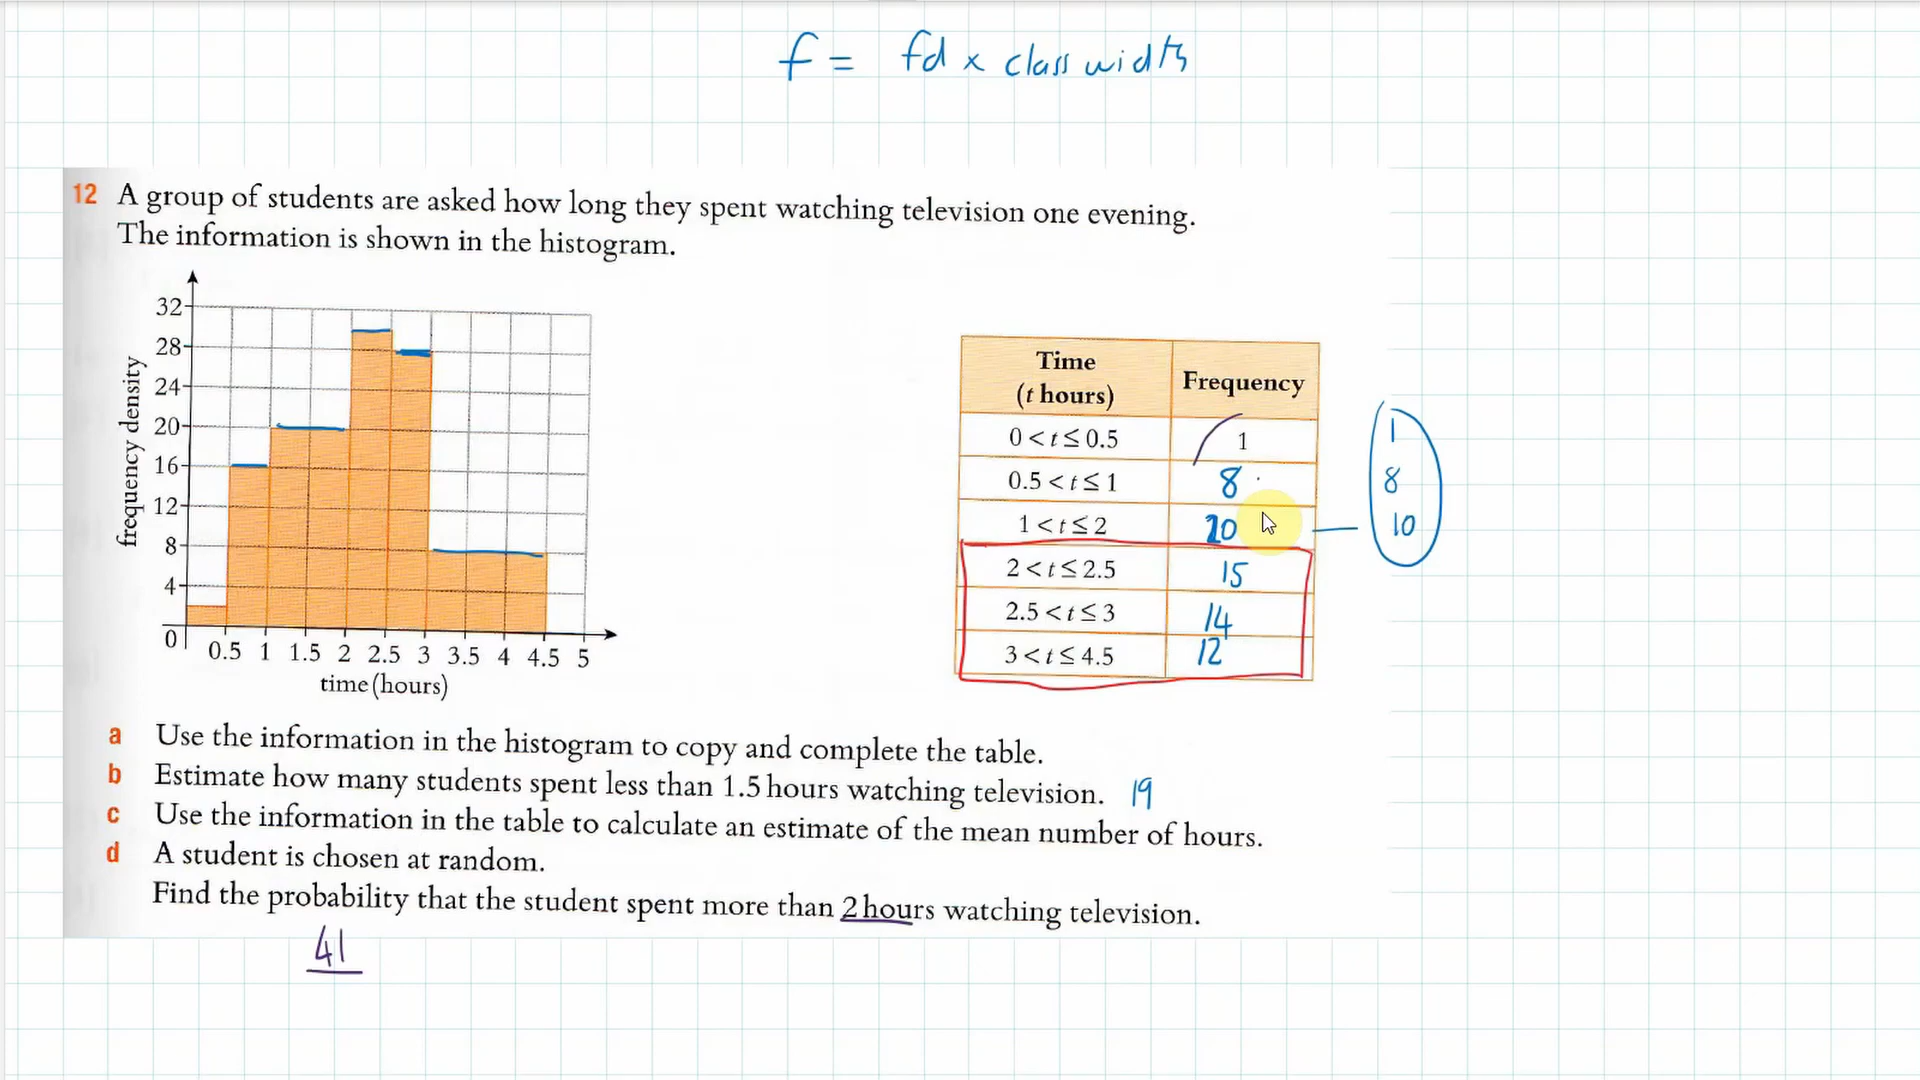 f = fd x class width
12 A group of students are asked how long they spent watching television one evening.
The information is shown in the histogram.
frequency density
32
28
24
20
16
12
8
4
0
0.5 1 1.5 2 2.5 3 3.5 4 4.5 5
time (hours)
Time (t hours) Frequency
0 < t ≤ 0.5 1
0.5 < t ≤ 1 8
1 < t ≤ 2 20
2 < t ≤ 2.5 15
2.5 < t ≤ 3 14
3 < t ≤ 4.5 12
1
8
10
a Use the information in the histogram to copy and complete the table.
b Estimate how many students spent less than 1.5 hours watching television. 19
c Use the information in the table to calculate an estimate of the mean number of hours.
d A student is chosen at random.
Find the probability that the student spent more than 2 hours watching television.
41